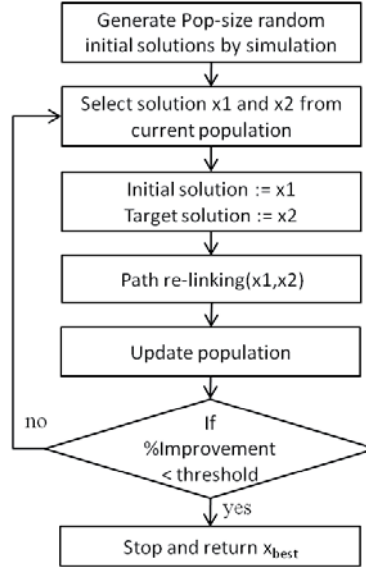 Generate Pop-size random
initial solutions by simulation
Select solution x1 and x2 from
current population
Initial solution := x1
Target solution := x2
Path re-linking(x1,x2)
Update population
no
If
%Improvement
< threshold
yes
Stop and return x_best